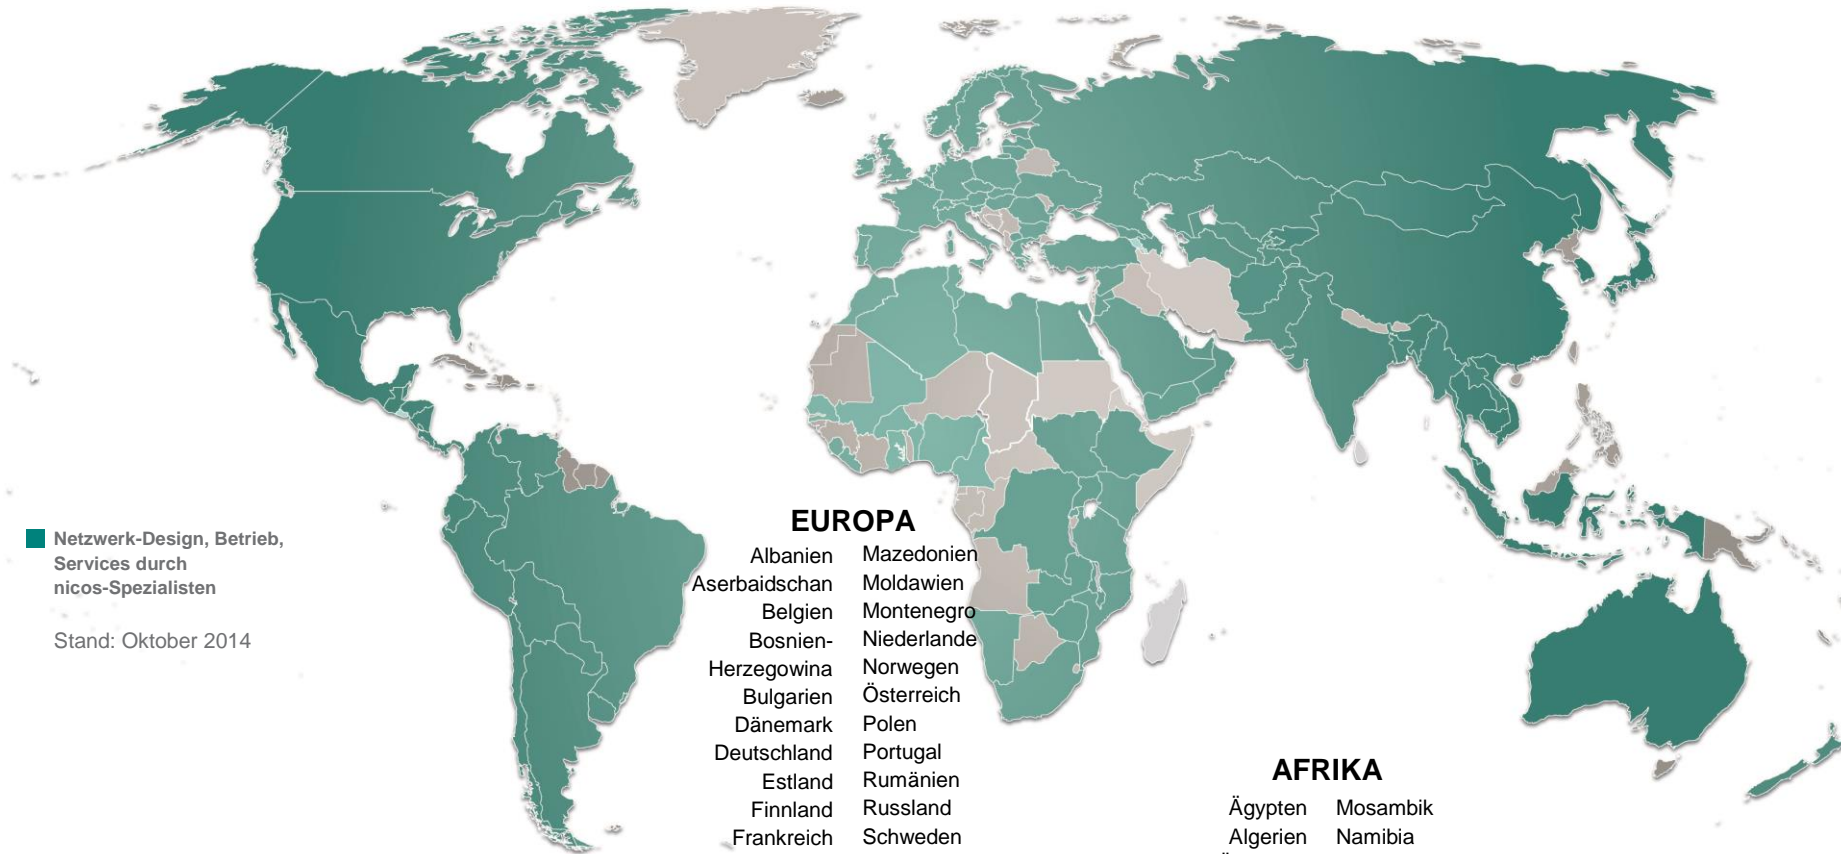 Netzwerk-Design, Betrieb,
Services durch
nicos-Spezialisten
Stand: Oktober 2014
EUROPA
Albanien
Aserbaidschan
Belgien
Bosnien-
Herzegowina
Bulgarien
Dänemark
Deutschland
Estland
Finnland
Frankreich
Mazedonien
Moldawien
Montenegro
Niederlande
Norwegen
Österreich
Polen
Portugal
Rumänien
Russland
Schweden
AFRIKA
Ägypten
Algerien
Mosambik
Namibia